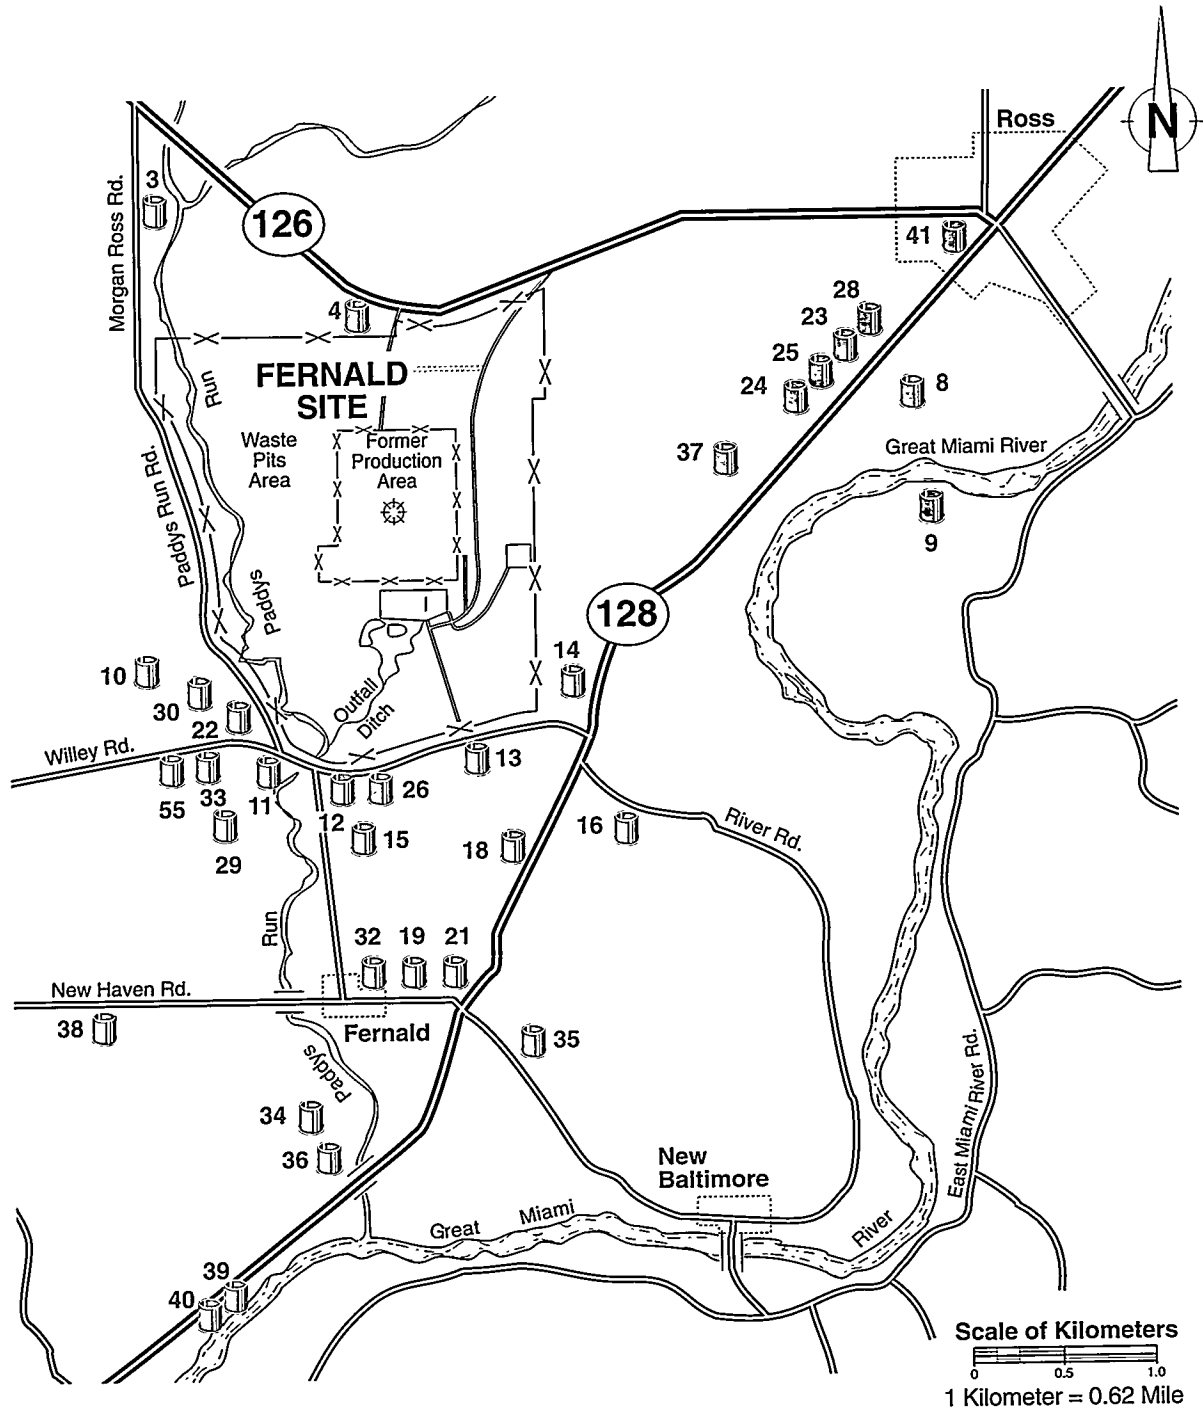 N
Ross
3
126
Morgan Ross Rd.
41
4
28
23
25
24
8
FERNALD
SITE
Run
Waste
Pits
Area
Former
Production
Area
37
Great Miami River
9
Paddys Run Rd.
Paddys
128
14
10
30
22
Outfall
Ditch
Willey Rd.
13
55
33
11
12
26
29
15
18
16
River Rd.
Run
32
19
21
New Haven Rd.
38
Fernald
35
Paddys
34
36
East Miami River Rd.
New
Baltimore
Great Miami River
39
40
Scale of Kilometers
0 0.5 1.0
1 Kilometer = 0.62 Mile